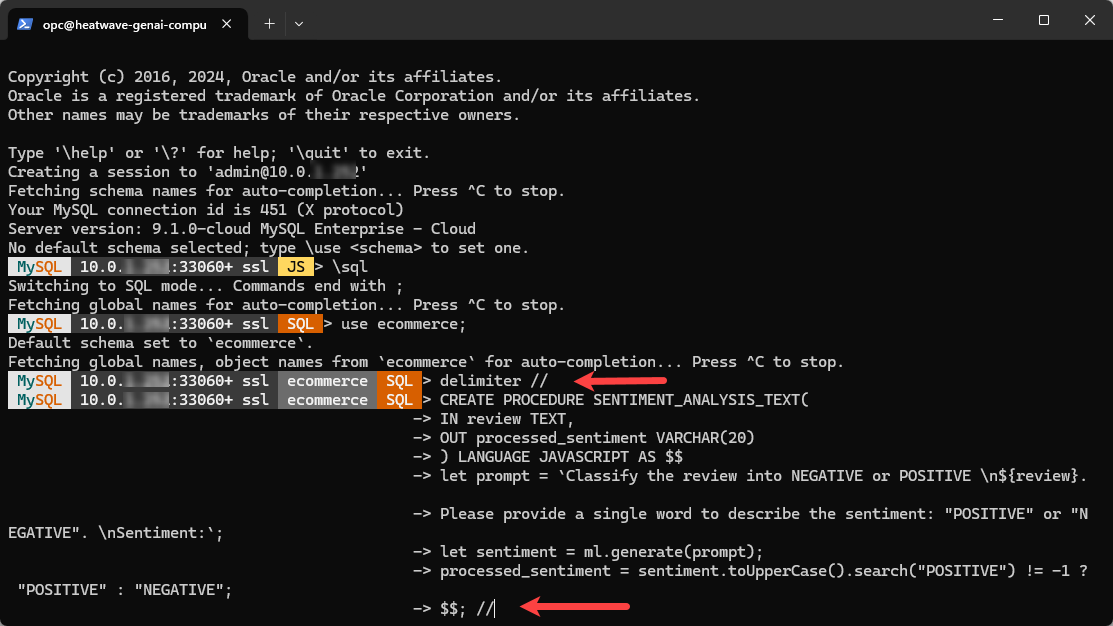 opc@heatwave-genai-compu
Copyright (c) 2016, 2024, Oracle and/or its affiliates.
Oracle is a registered trademark of Oracle Corporation and/or its affiliates.
Other names may be trademarks of their respective owners.
Type '\help' or '\?' for help; '\quit' to exit.
Creating a session to 'admin@10.0.
Fetching schema names for auto-completion... Press ^C to stop.
Your MySQL connection id is 451 (X protocol)
Server version: 9.1.0-cloud MySQL Enterprise - Cloud
No default schema selected; type \use <schema> to set one.
MySQL 10.0. :33060+ ssl JS > \sql
Switching to SQL mode... Commands end with ;
Fetching global names for auto-completion... Press ^C to stop.
MySQL 10.0. :33060+ ssl SQL > use ecommerce;
Default schema set to `ecommerce`.
Fetching global names, object names from `ecommerce` for auto-completion... Press ^C to stop.
MySQL 10.0. :33060+ ssl ecommerce SQL > delimiter //
MySQL 10.0. :33060+ ssl ecommerce SQL > CREATE PROCEDURE SENTIMENT_ANALYSIS_TEXT(
-> IN review TEXT,
-> OUT processed_sentiment VARCHAR(20)
-> ) LANGUAGE JAVASCRIPT AS $$
-> let prompt = `Classify the review into NEGATIVE or POSITIVE \n${review}.
-> Please provide a single word to describe the sentiment: "POSITIVE" or "N
EGATIVE". \nSentiment:`;
-> let sentiment = ml.generate(prompt);
-> processed_sentiment = sentiment.toUpperCase().search("POSITIVE") != -1 ?
"POSITIVE" : "NEGATIVE";
-> $$; //